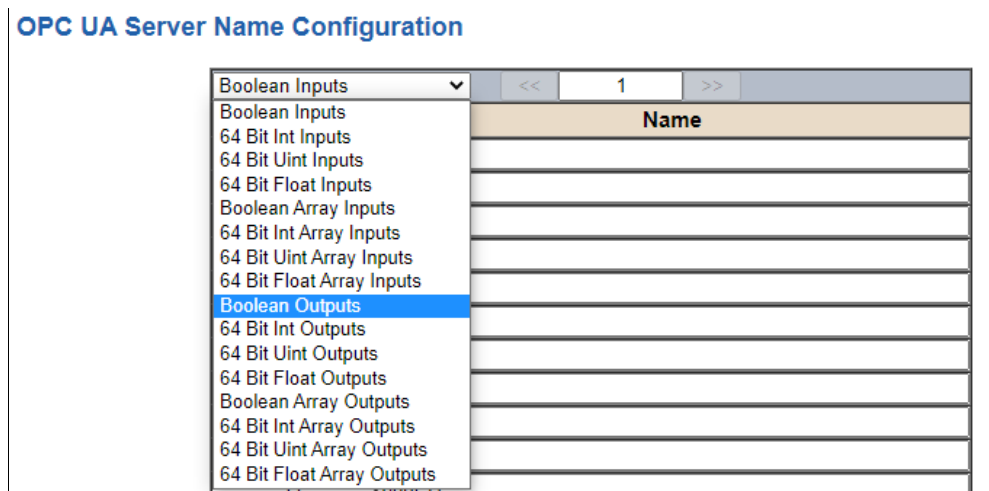 OPC UA Server Name Configuration
Boolean Inputs << 1 >>
Boolean Inputs
Name
64 Bit Int Inputs
64 Bit Uint Inputs
64 Bit Float Inputs
Boolean Array Inputs
64 Bit Int Array Inputs
64 Bit Uint Array Inputs
64 Bit Float Array Inputs
Boolean Outputs
64 Bit Int Outputs
64 Bit Uint Outputs
64 Bit Float Outputs
Boolean Array Outputs
64 Bit Int Array Outputs
64 Bit Uint Array Outputs
64 Bit Float Array Outputs